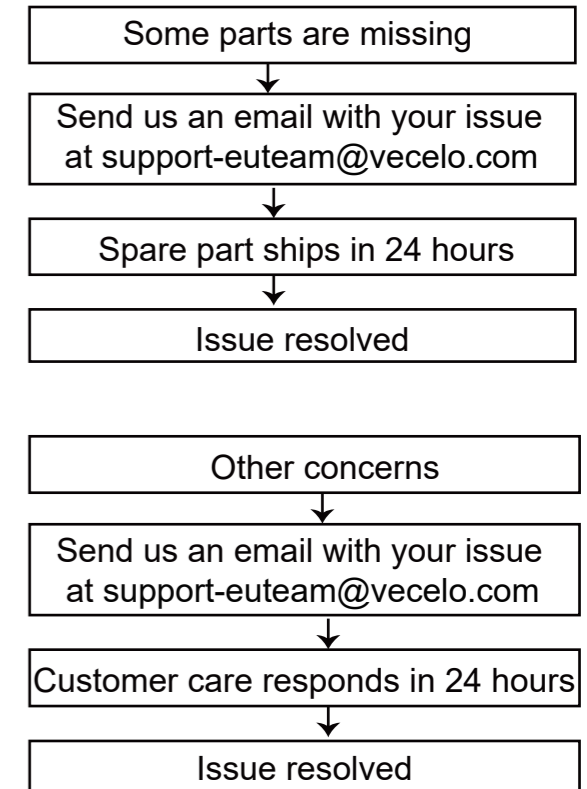 Some parts are missing
Send us an email with your issue
at support-euteam@vecelo.com
Spare part ships in 24 hours
Issue resolved
Other concerns
Send us an email with your issue
at support-euteam@vecelo.com
Customer care responds in 24 hours
Issue resolved